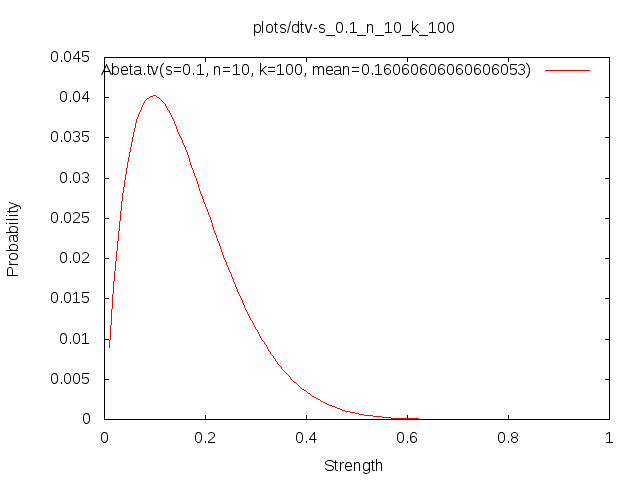 plots/dtv-s_0.1_n_10_k_100
0.045
Abeta.tv(s=0.1, n=10, k=100, mean=0.16060606060606053)
0.04
0.035
0.03
0.025
0.02
0.015
0.01
0.005
0
Probability
0 0.2 0.4 0.6 0.8 1
Strength